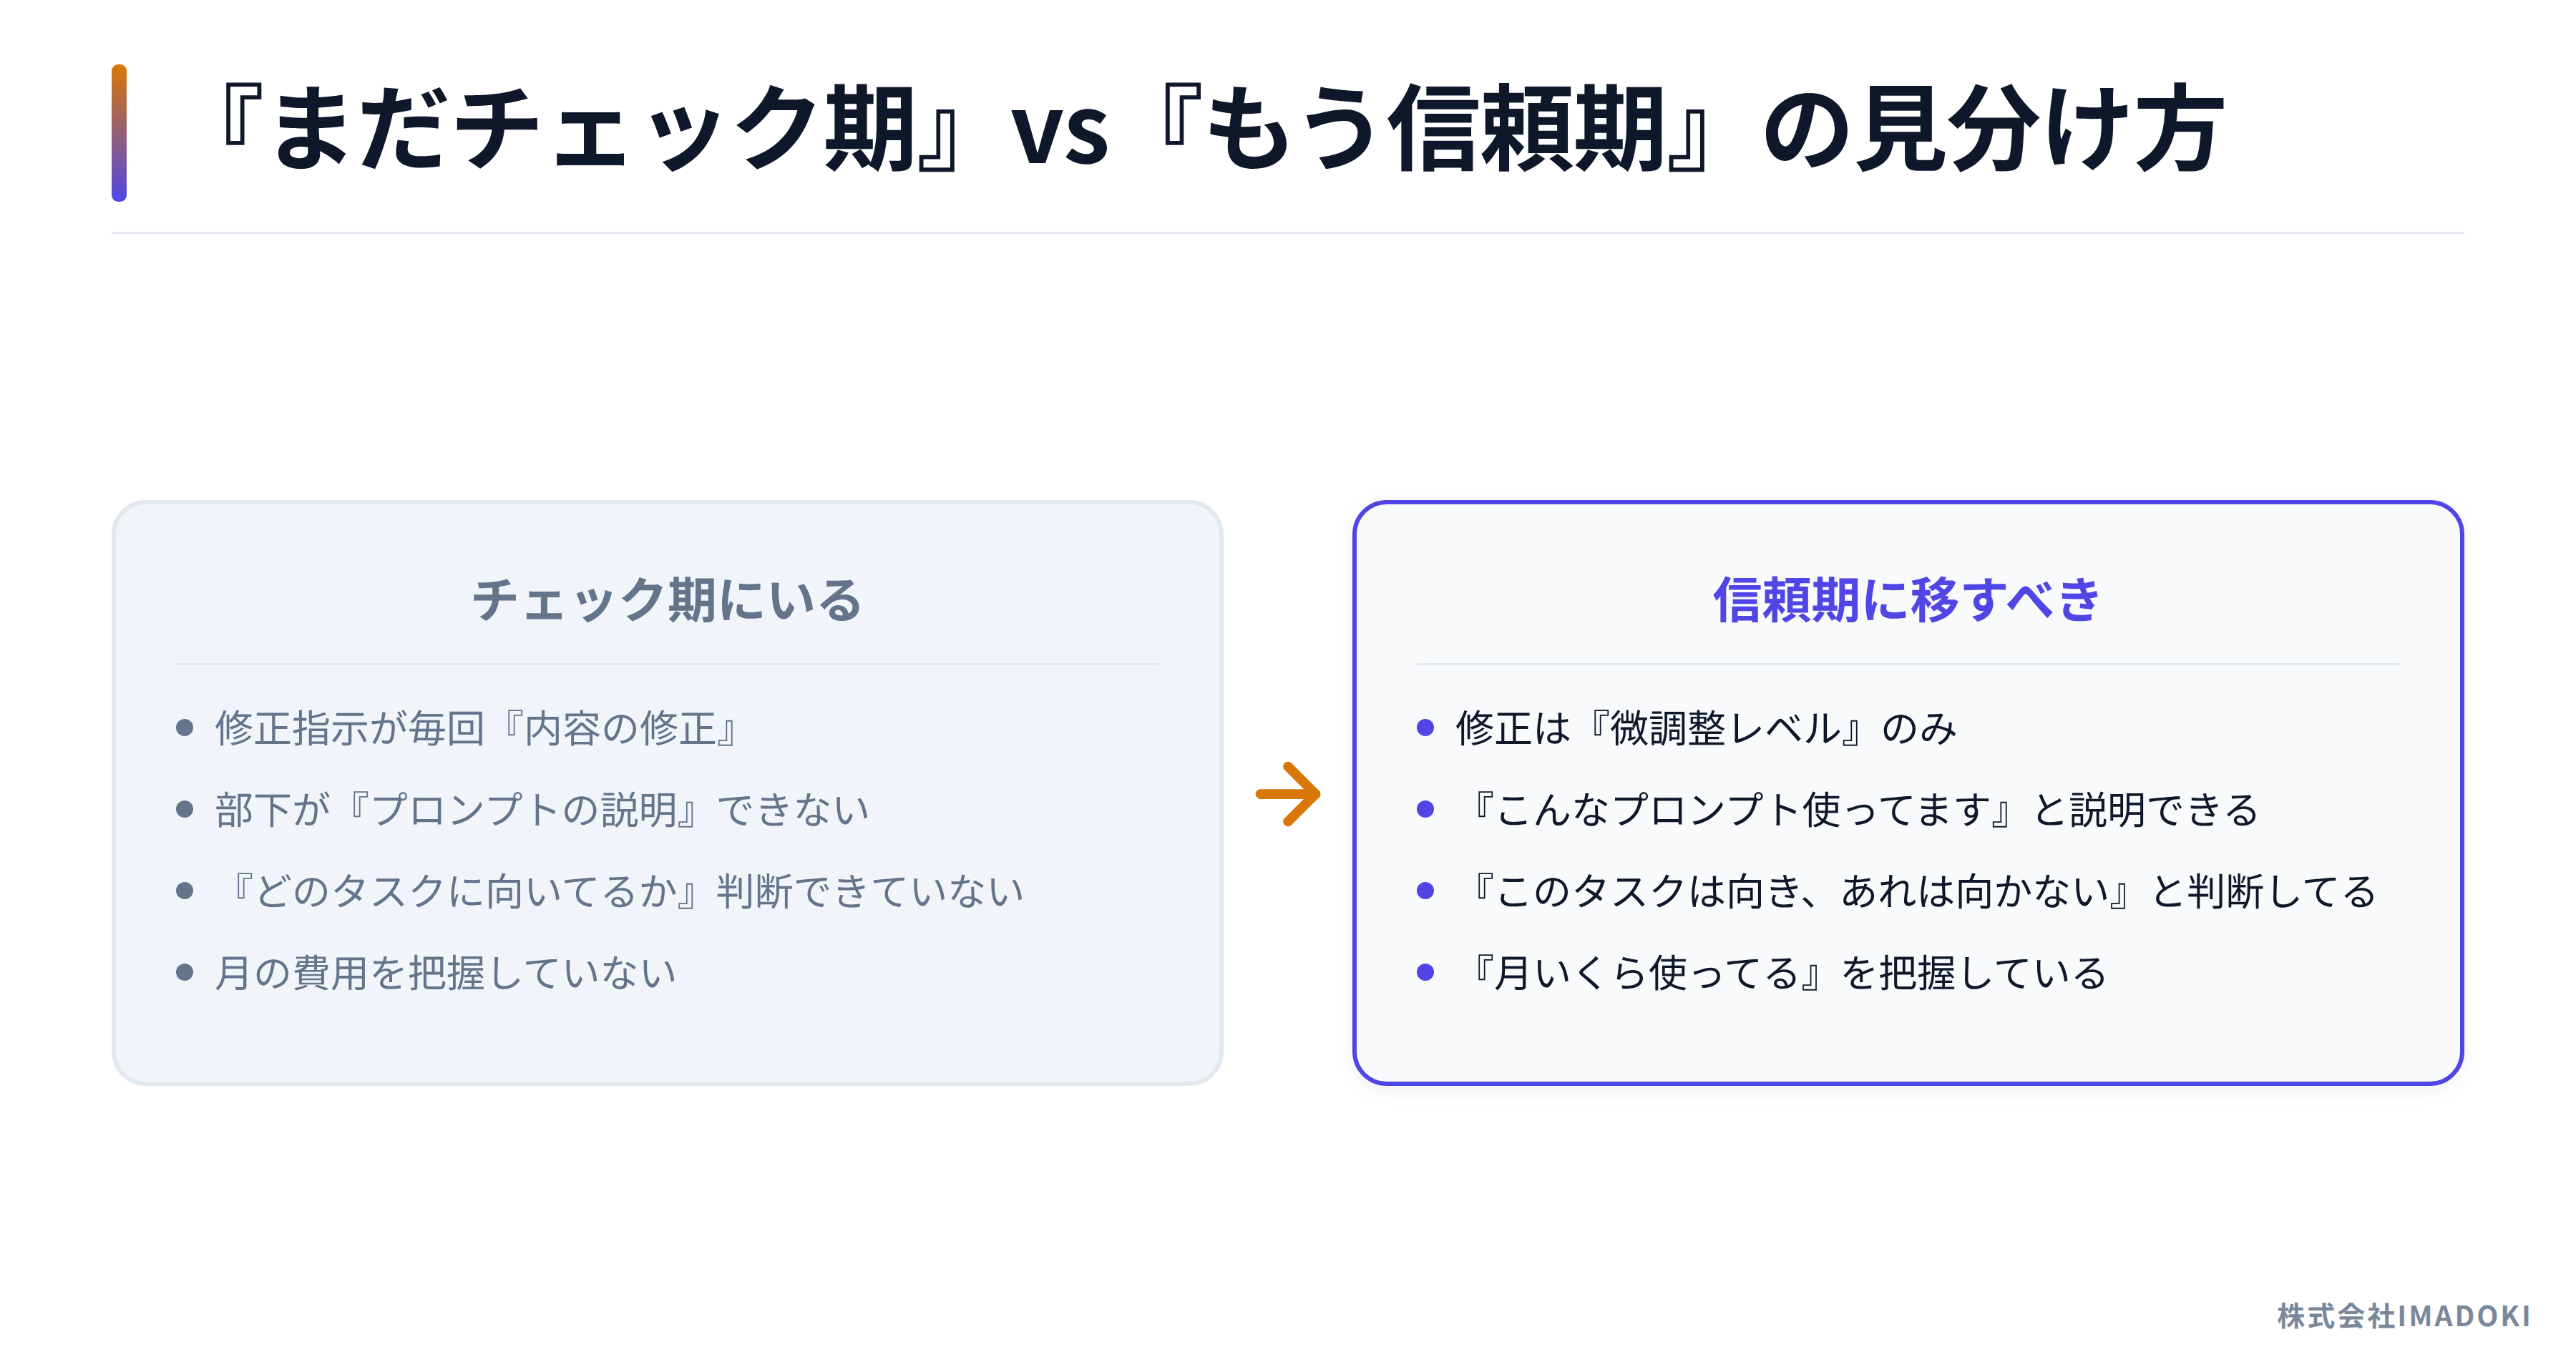 『まだチェック期』vs『もう信頼期』の見分け方
チェック期にいる
修正指示が毎回『内容の修正』
部下が『プロンプトの説明』できない
『どのタスクに向いてるか』判断できていない
月の費用を把握していない
信頼期に移すべき
修正は『微調整レベル』のみ
『こんなプロンプト使ってます』と説明できる
『このタスクは向き、あれは向かない』と判断してる
『月いくら使ってる』を把握している
株式会社IMADOKI